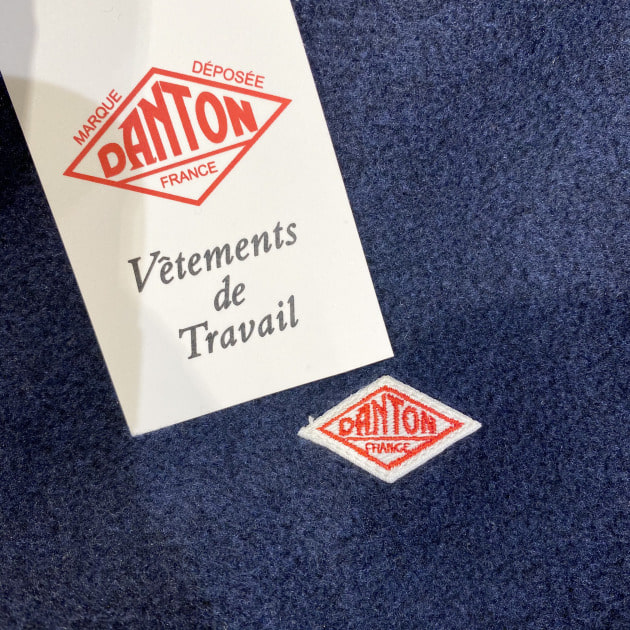 MARQUE DÉPOSÉE
DANTON
FRANCE
Vêtements
de
Travail
DANTON
FRANCE